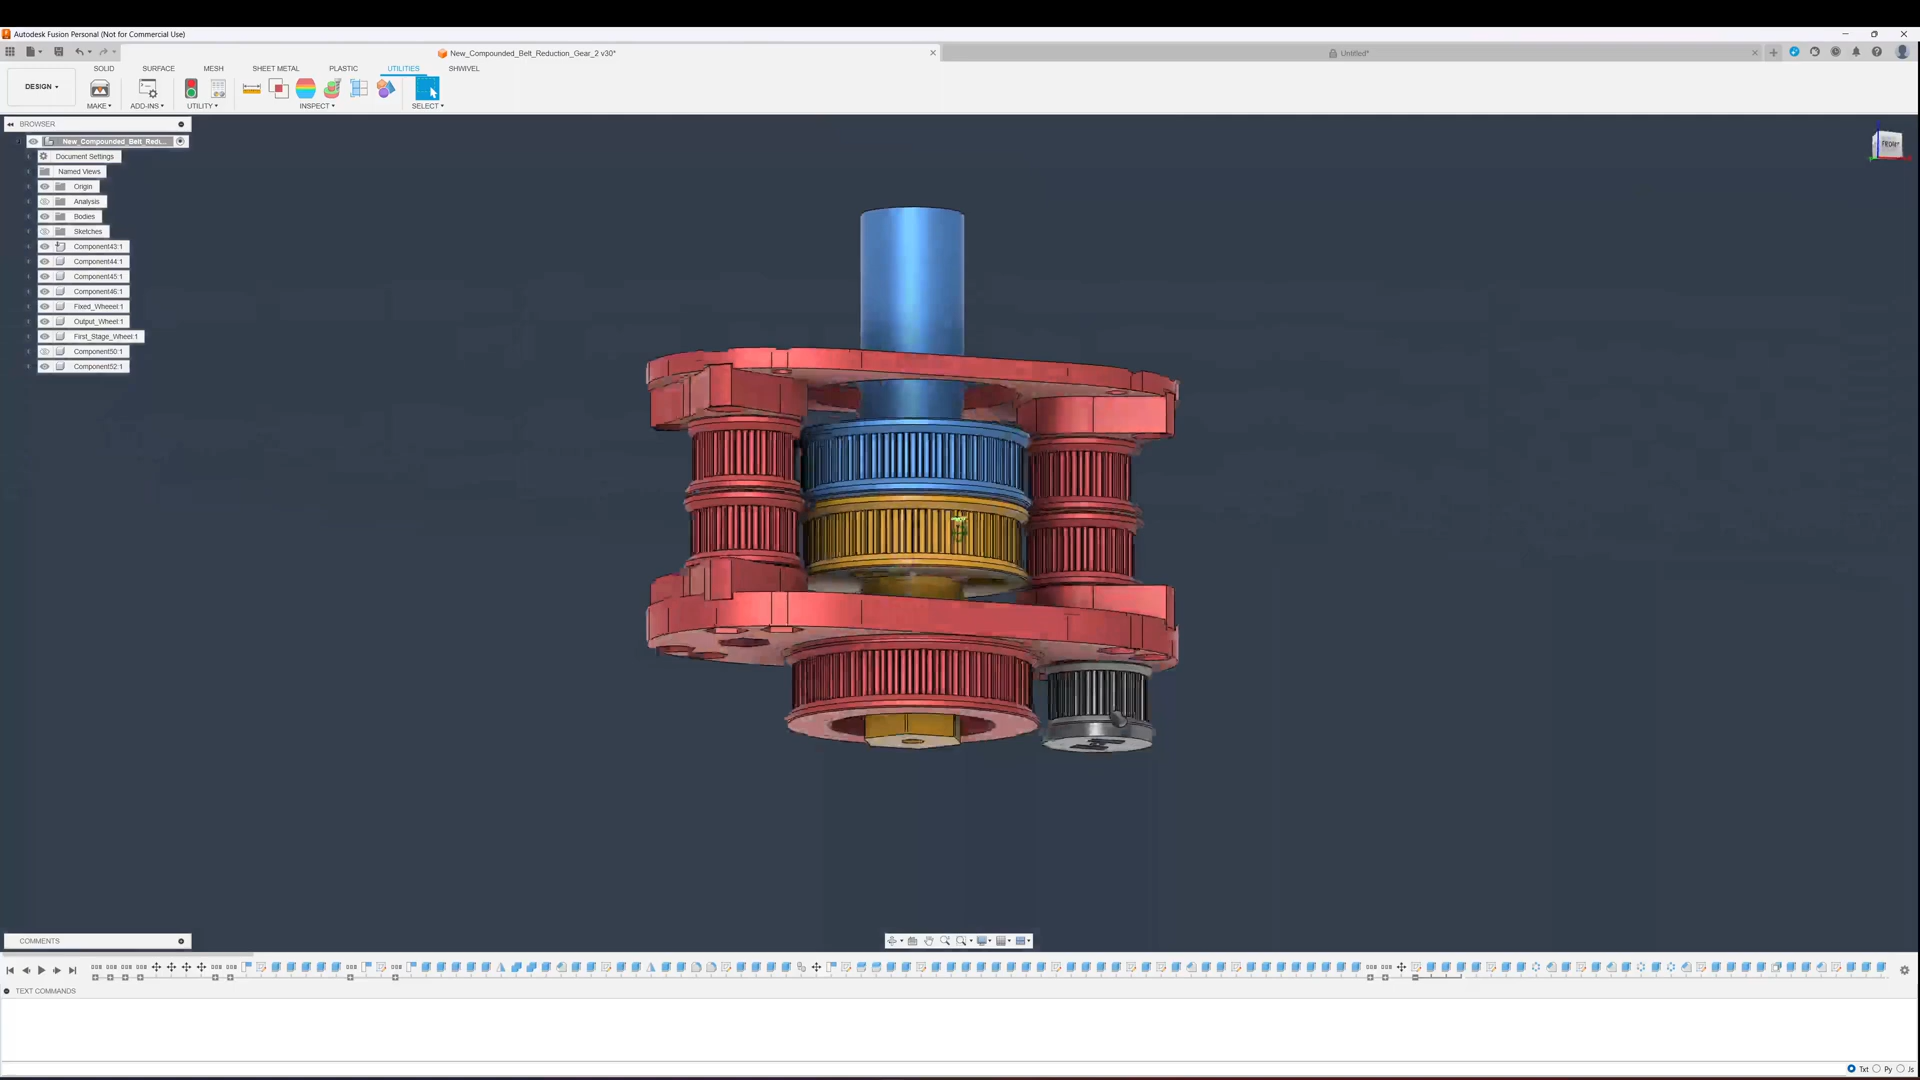 Autodesk Fusion Personal (Not for Commercial Use)
New_Compounded_Belt_Reduction_Gear_2 v30*
Untitled*
SOLID SURFACE MESH SHEET METAL PLASTIC UTILITIES SHWIVEL
DESIGN
MAKE ADD-INS UTILITY INSPECT SELECT
BROWSER
New_Compounded_Belt_Redu...
Document Settings
Named Views
Origin
Analysis
Bodies
Sketches
Component43:1
Component44:1
Component45:1
Component46:1
Fixed_Wheel:1
Output_Wheel:1
First_Stage_Wheel:1
Component50:1
Component52:1
FRONT
COMMENTS
TEXT COMMANDS
Txt Py Js